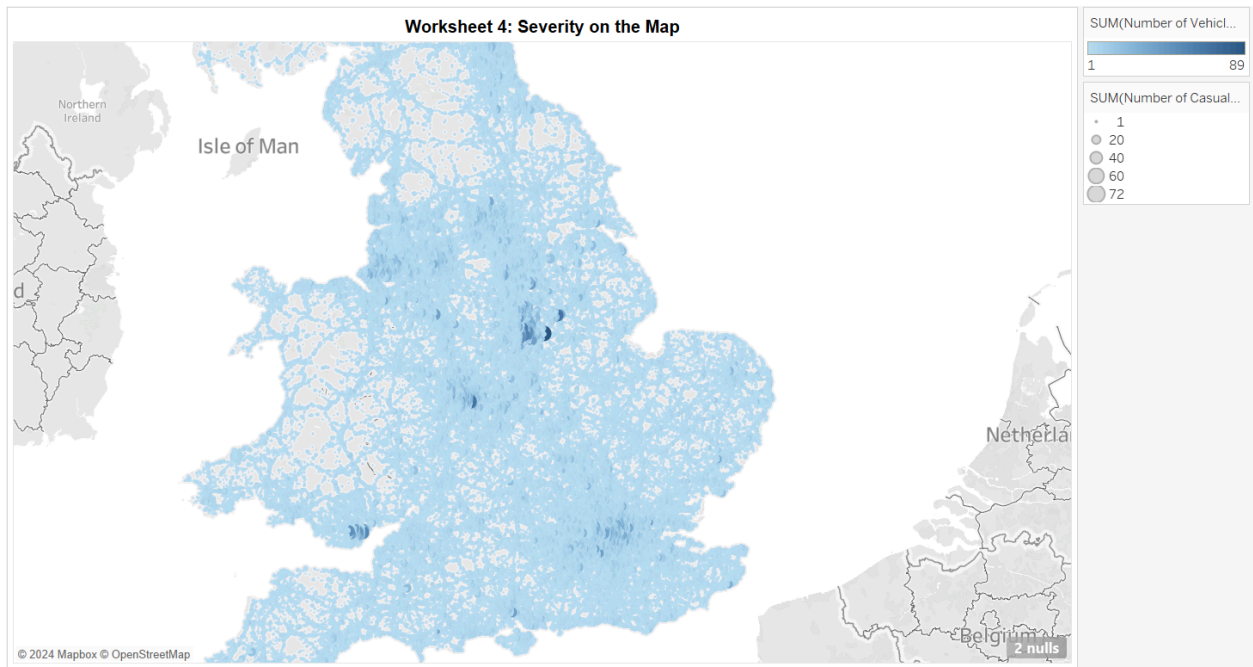 Worksheet 4: Severity on the Map
Northern
Ireland
Isle of Man
d
Netherla
Belgium
© 2024 Mapbox © OpenStreetMap
2 nulls
SUM(Number of Vehicl...
1
89
SUM(Number of Casual...
1
20
40
60
72